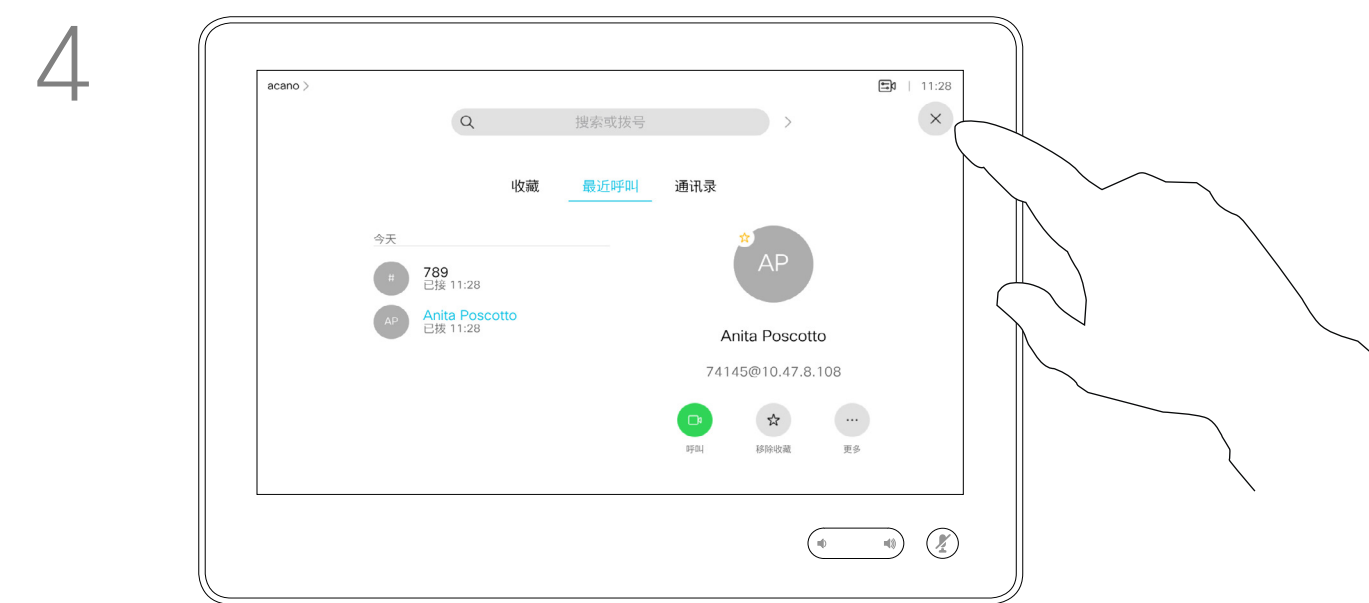 4
acano
11:28
搜索或拨号
收藏 最近呼叫 通讯录
今天
#
789
已接 11:28
AP
Anita Poscotto
已拨 11:28
AP
Anita Poscotto
74145@10.47.8.108
呼叫 移除收藏 更多